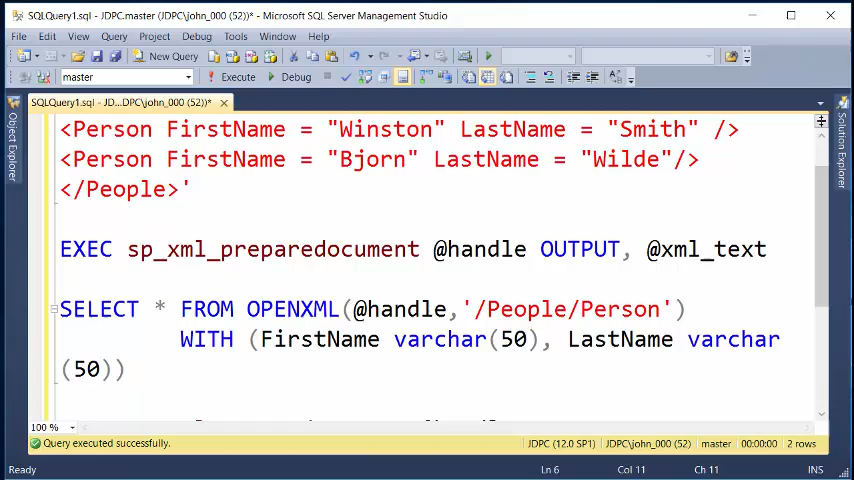 SQLQuery1.sql - JDPC.master (JDPC\john_000 (52))* - Microsoft SQL Server Management Studio
File Edit View Query Project Debug Tools Window Help
New Query
master Execute Debug
SQLQuery1.sql - JD...DPC\john_000 (52))*
Object Explorer
Solution Explorer
<Person FirstName = "Winston" LastName = "Smith" />
<Person FirstName = "Bjorn" LastName = "Wilde"/>
</People>'
EXEC sp_xml_preparedocument @handle OUTPUT, @xml_text
SELECT * FROM OPENXML(@handle,'/People/Person')
WITH (FirstName varchar(50), LastName varchar
(50))
100 %
Query executed successfully. JDPC (12.0 SP1) JDPC\john_000 (52) master 00:00:00 2 rows
Ready Ln 6 Col 11 Ch 11 INS